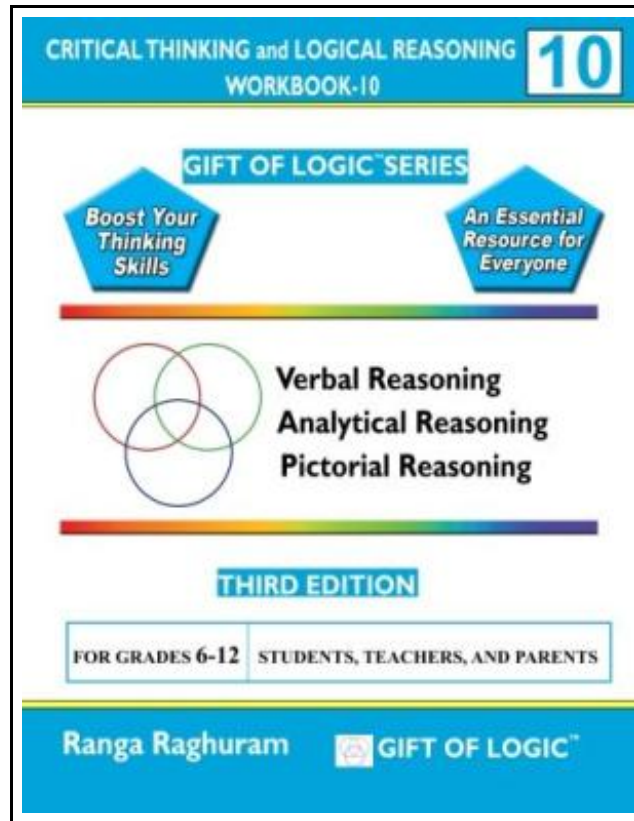 CRITICAL THINKING and LOGICAL REASONING
WORKBOOK-10
10
GIFT OF LOGIC™SERIES
Boost Your
Thinking
Skills
An Essential
Resource for
Everyone
Verbal Reasoning
Analytical Reasoning
Pictorial Reasoning
THIRD EDITION
FOR GRADES 6-12
STUDENTS, TEACHERS, AND PARENTS
Ranga Raghuram
GIFT OF LOGIC™